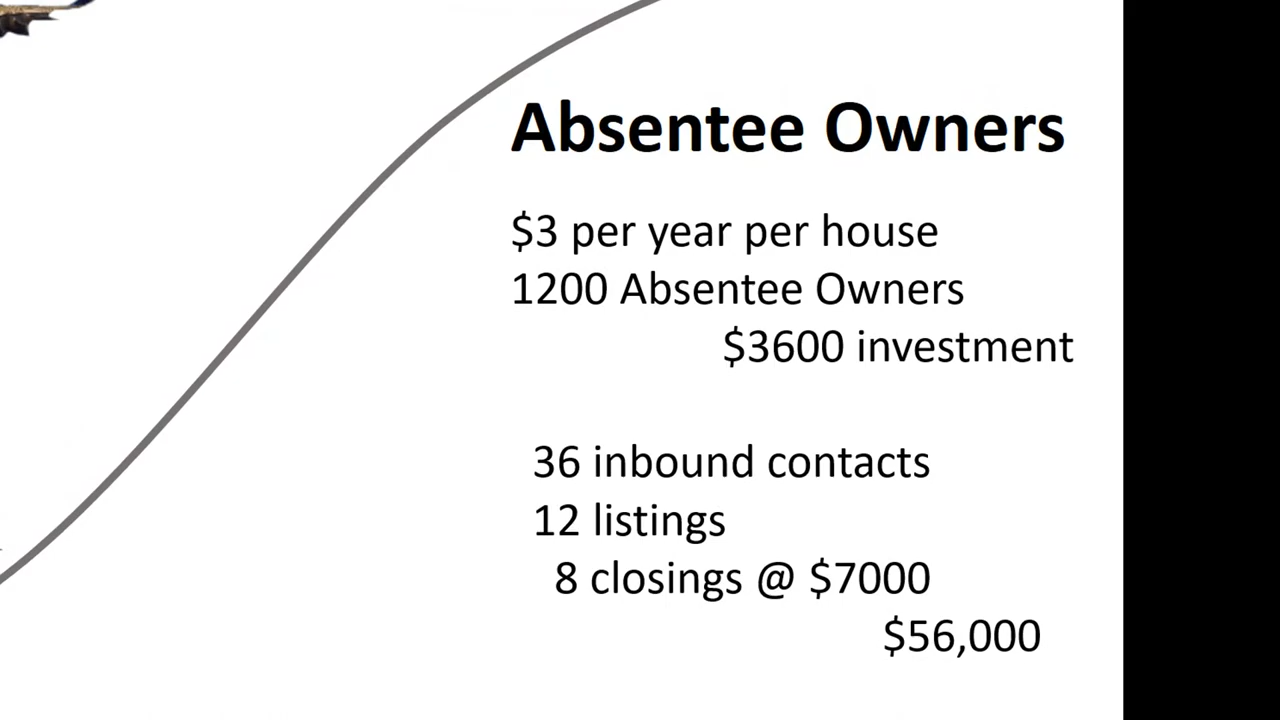 Absentee Owners
$3 per year per house
1200 Absentee Owners
$3600 investment
36 inbound contacts
12 listings
8 closings @ $7000
$56,000